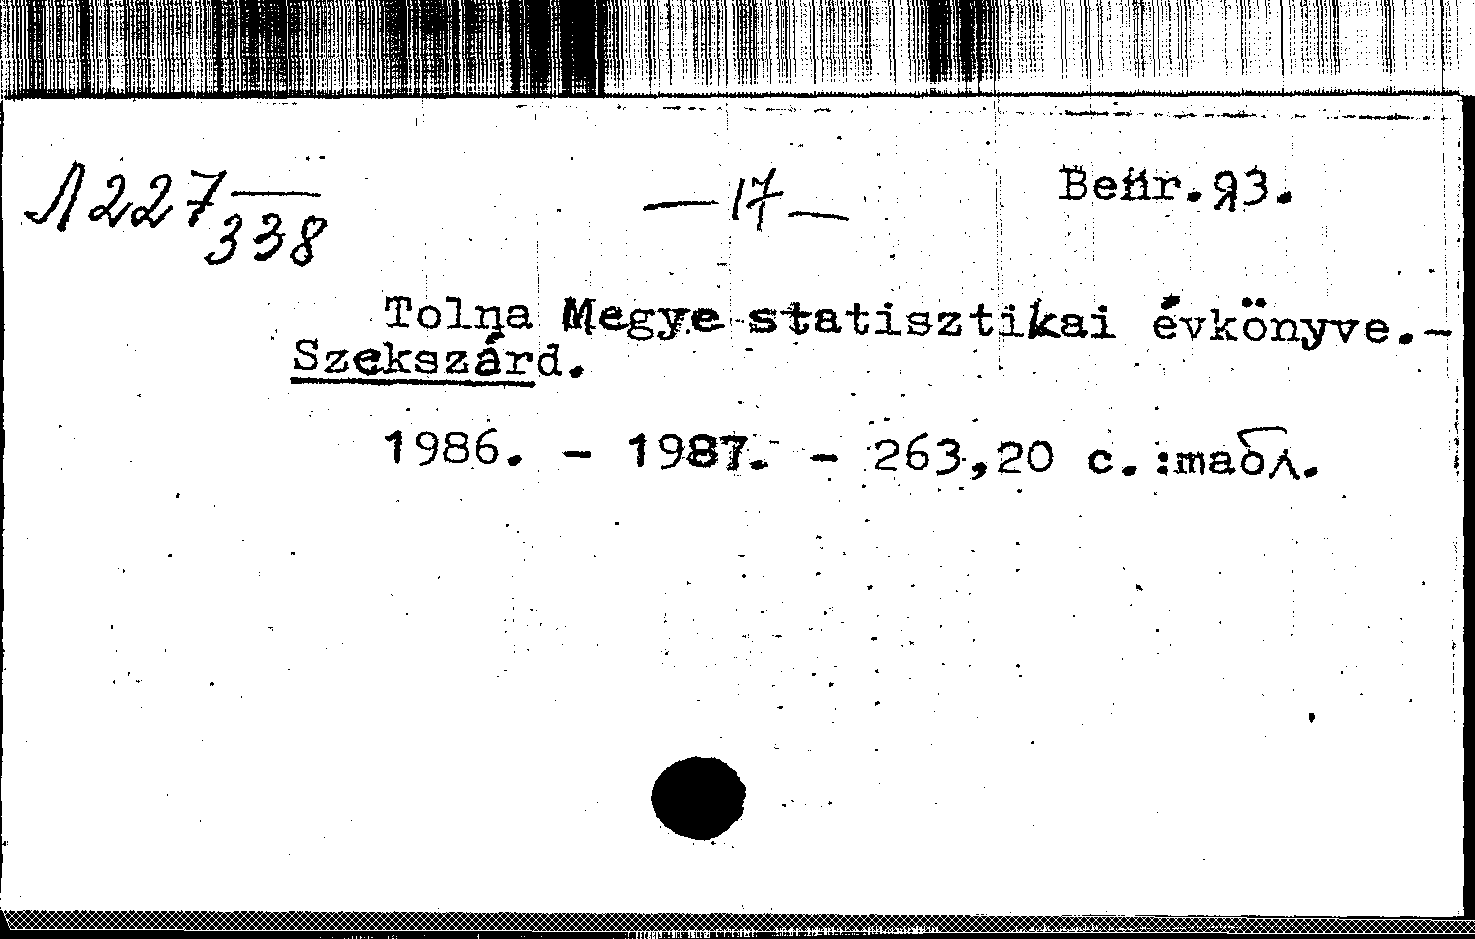 Л227 338
— 17 —
Венг.93.
Tolna Megye statisztikai évkönyve.-
Szekszárd.
1986. - 1987. - 263,20 с.:табл.